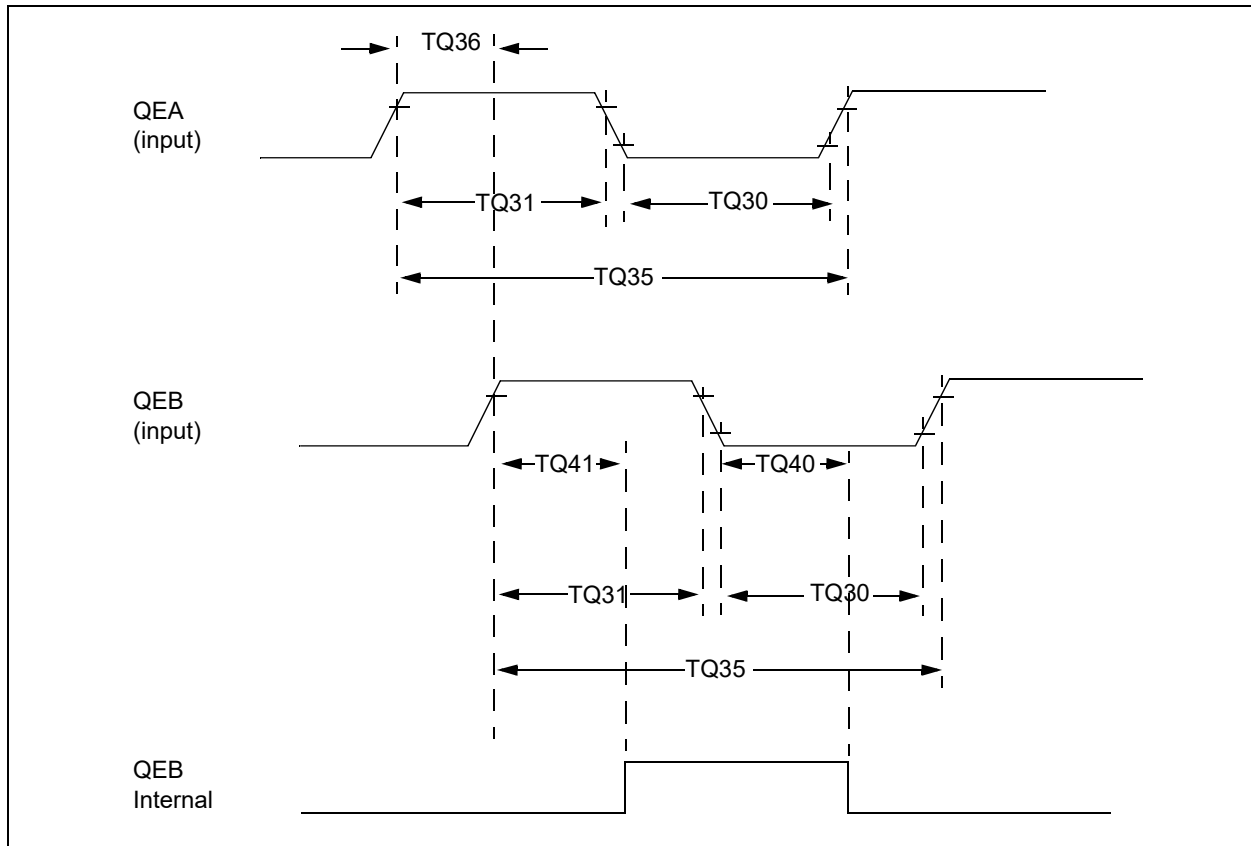 TQ36
QEA
(input)
TQ31
TQ30
TQ35
QEB
(input)
TQ41
TQ40
TQ31
TQ30
TQ35
QEB
Internal